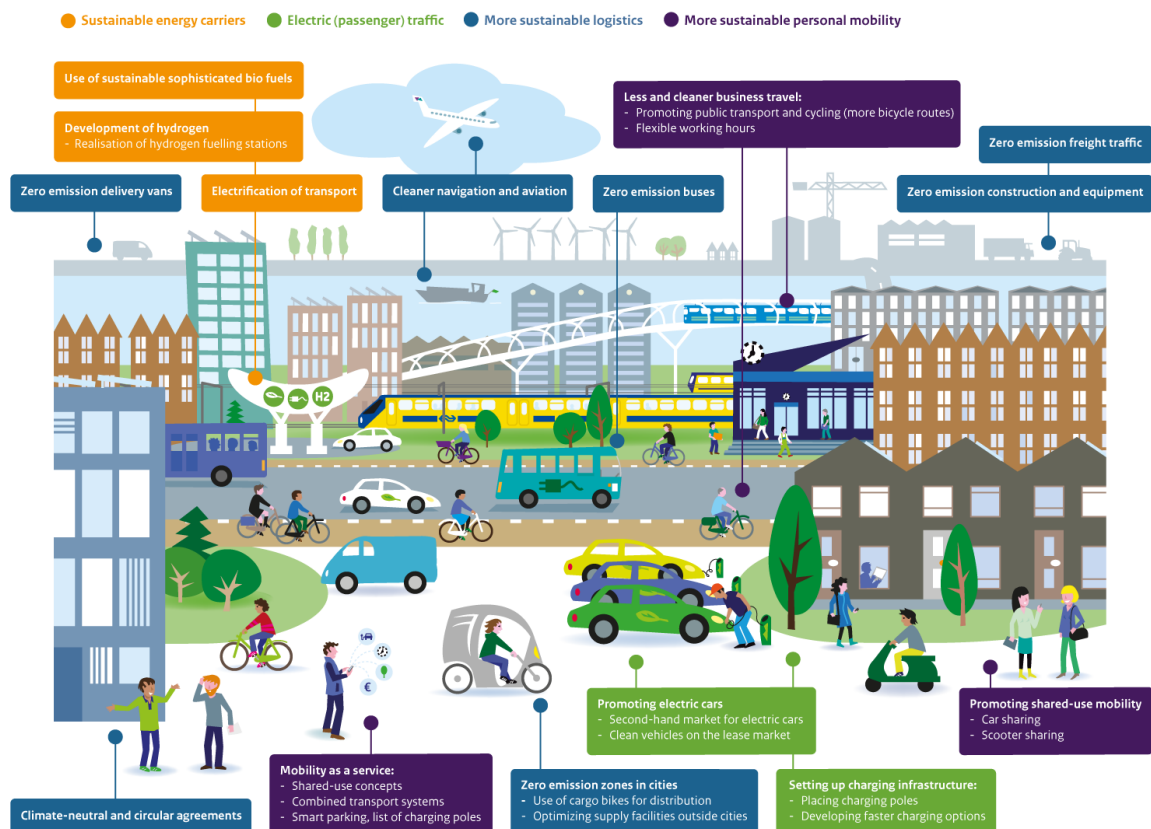 Sustainable energy carriers
Electric (passenger) traffic
More sustainable logistics
More sustainable personal mobility
Use of sustainable sophisticated bio fuels
Development of hydrogen
- Realisation of hydrogen fuelling stations
Less and cleaner business travel:
- Promoting public transport and cycling (more bicycle routes)
- Flexible working hours
Zero emission freight traffic
Zero emission delivery vans
Electrification of transport
Cleaner navigation and aviation
Zero emission buses
Zero emission construction and equipment
H2
€
Promoting electric cars
- Second-hand market for electric cars
- Clean vehicles on the lease market
Promoting shared-use mobility
- Car sharing
- Scooter sharing
Mobility as a service:
- Shared-use concepts
- Combined transport systems
- Smart parking, list of charging poles
Zero emission zones in cities
- Use of cargo bikes for distribution
- Optimizing supply facilities outside cities
Setting up charging infrastructure:
- Placing charging poles
- Developing faster charging options
Climate-neutral and circular agreements